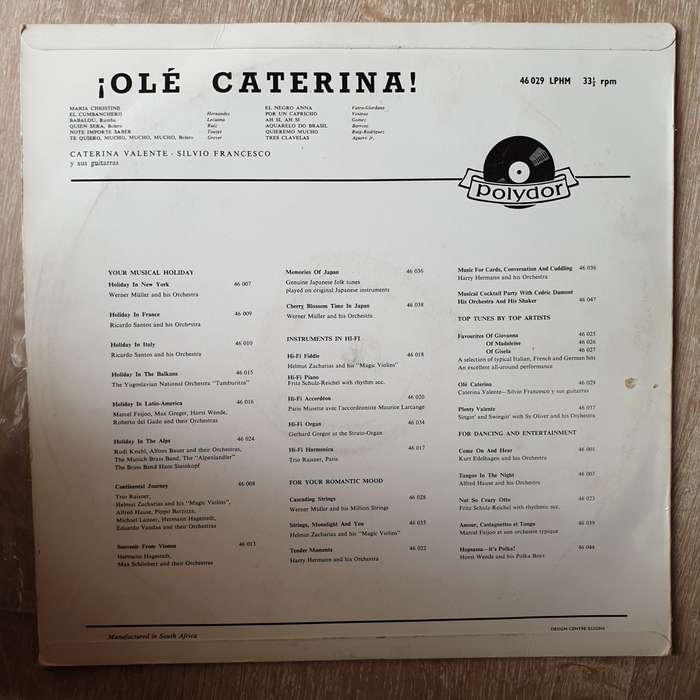 ¡OLÉ CATERINA!
46 029 LPHM 33⅓ rpm
MARIA CHRISTINE
EL CUMBANCHERO Hernandez
BABALOU, Rumba Lecuona
QUIEN SERA, Bolero Ruiz
NOTE IMPORTE SABER Touzet
TE QUIERO, MUCHO, MUCHO, MUCHO, Bolero Grever
EL NEGRO ANNA Vatro-Giordano
POR UN CAPRICHO Ventras
AH SI, AH SI Gomez
AQUARELO DO BRASIL Barroso
QUIEREMO MUCHO Roig-Rodriguez
TRES CLAVELAS Aguare jr.
CATERINA VALENTE - SILVIO FRANCESCO
y sus guitarras
polydor
YOUR MUSICAL HOLIDAY
Holiday In New York 46 007
Werner Müller and his Orchestra
Holiday In France 46 009
Ricardo Santos and his Orchestra
Holiday In Italy 46 010
Ricardo Santos and his Orchestra
Holiday In The Balkans 46 015
The Yugoslavian National Orchestra "Tamburitza"
Holiday In Latin-America 46 016
Marcel Feijoo, Max Greger, Horst Wende,
Roberto del Gado and their Orchestras
Holiday In The Alps 46 024
Rudi Knabl, Alfons Bauer and their Orchestras,
The Munich Brass Band, The "Alpenlandler"
The Brass Band Hans Steinkopf
Continental Journey 46 008
Trio Raisner,
Helmut Zacharias and his "Magic Violins",
Alfred Hause, Pippo Barzizza,
Michael Lanner, Hermann Hagestedt,
Eduardo Vandas and their Orchestras
Souvenir From Vienna 46 013
Hermann Hagestedt,
Max Schönherr and their Orchestras
Memories Of Japan 46 036
Genuine Japanese folk tunes
played on original Japanese instruments
Cherry Blossom Time In Japan 46 038
Werner Müller and his Orchestra
INSTRUMENTS IN HI-FI
Hi-Fi Fiddle 46 018
Helmut Zacharias and his "Magic Violins"
Hi-Fi Piano
Fritz Schulz-Reichel with rhythm acc.
Hi-Fi Accordéon 46 020
Paris Musette avec l'accordéoniste Maurice Larcange
Hi-Fi Organ 46 034
Gerhard Gregor at the Strato-Organ
Hi-Fi Harmonica 46 017
Trio Raisner, Paris
FOR YOUR ROMANTIC MOOD
Cascading Strings 46 028
Werner Müller and his Million Strings
Strings, Moonlight And You 46 035
Helmut Zacharias and his "Magic Violins"
Tender Moments 46 022
Harry Hermann and his Orchestra
Music For Cards, Conversation And Cuddling 46 036
Harry Hermann and his Orchestra
Musical Cocktail Party With Cedric Dumont
His Orchestra And His Shaker 46 047
TOP TUNES BY TOP ARTISTS
Favourites Of Giovanna 46 025
Of Madeleine 46 026
Of Gisela 46 027
A selection of typical Italian, French and German hits
An excellent all-around performance
Olé Caterina 46 029
Caterina Valente—Silvio Francesco y sus guitarras
Plenty Valente 46 037
Singin' and Swingin' with Sy Oliver and his Orchestra
FOR DANCING AND ENTERTAINMENT
Come On And Hear 46 001
Kurt Edelhagen and his Orchestra
Tangos In The Night 46 003
Alfred Hause and his Orchestra
Not So Crazy Otto 46 023
Fritz Schulz-Reichel with rhythmic acc.
Amour, Castagnettes et Tango 46 039
Marcel Feijoo et son orchestre typique
Hopsassa—it's Polka! 46 044
Horst Wende and his Polka Boys
Manufactured in South Africa
DESIGN CENTRE